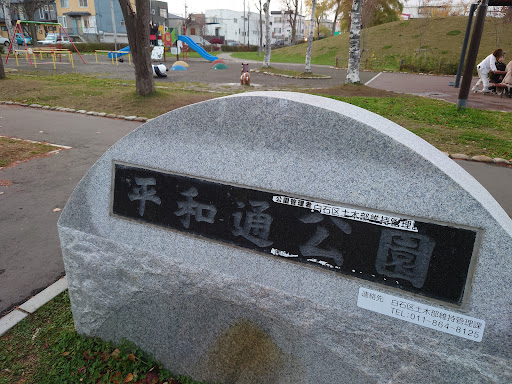 公園管理者 白石区土木部維持管理課
平和通公園
連絡先 白石区土木部維持管理課
TEL:011-864-8125